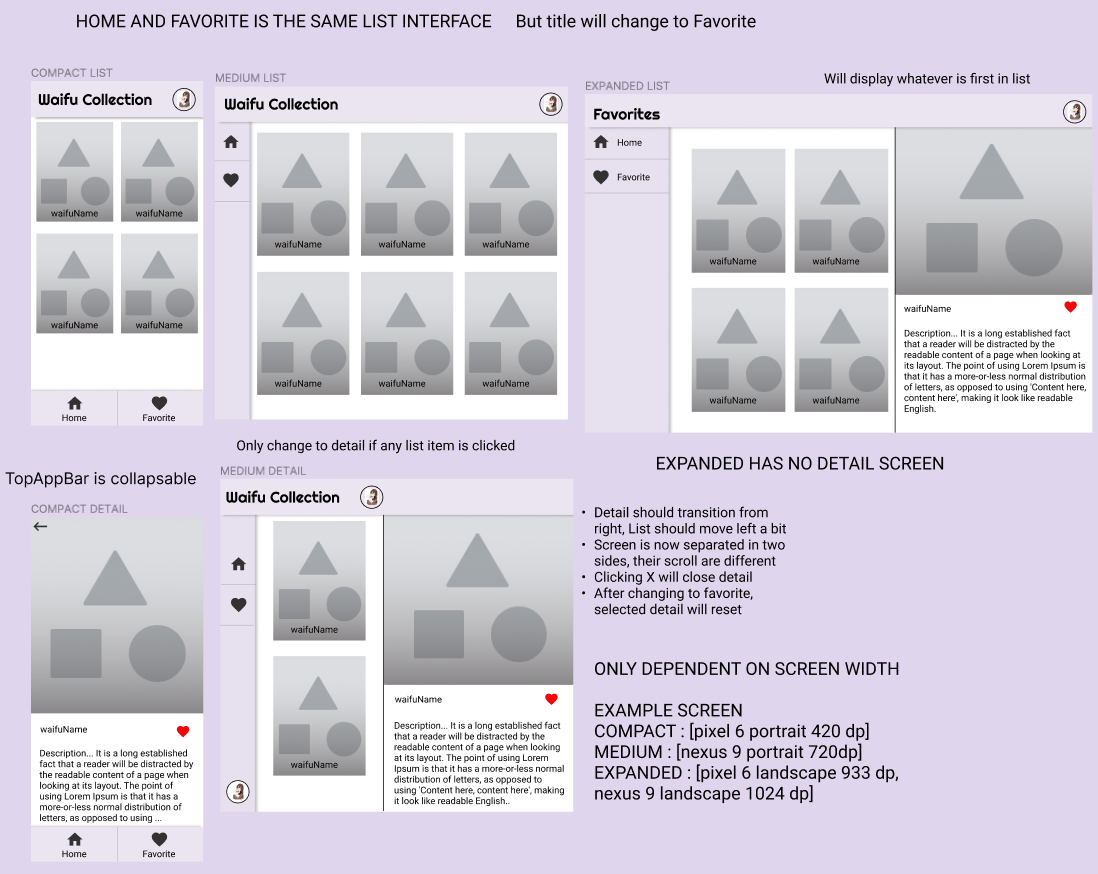 HOME AND FAVORITE IS THE SAME LIST INTERFACE
But title will change to Favorite
COMPACT LIST
Waifu Collection
waifuName
waifuName
waifuName
waifuName
Home
Favorite
MEDIUM LIST
Waifu Collection
waifuName
waifuName
waifuName
waifuName
waifuName
waifuName
Will display whatever is first in list
EXPANDED LIST
Favorites
Home
Favorite
waifuName
waifuName
waifuName
waifuName
waifuName
Description... It is a long established fact
that a reader will be distracted by the
readable content of a page when looking at
its layout. The point of using Lorem Ipsum is
that it has a more-or-less normal distribution
of letters, as opposed to using 'Content here,
content here', making it look like readable
English.
TopAppBar is collapsable
COMPACT DETAIL
waifuName
Description... It is a long established
fact that a reader will be distracted by
the readable content of a page when
looking at its layout. The point of
using Lorem Ipsum is that it has a
more-or-less normal distribution of
letters, as opposed to using ...
Home
Favorite
Only change to detail if any list item is clicked
MEDIUM DETAIL
Waifu Collection
waifuName
waifuName
waifuName
Description... It is a long established fact
that a reader will be distracted by the
readable content of a page when looking
at its layout. The point of using Lorem
Ipsum is that it has a more-or-less normal
distribution of letters, as opposed to
using 'Content here, content here', making
it look like readable English..
EXPANDED HAS NO DETAIL SCREEN
• Detail should transition from
right, List should move left a bit
• Screen is now separated in two
sides, their scroll are different
• Clicking X will close detail
• After changing to favorite,
selected detail will reset
ONLY DEPENDENT ON SCREEN WIDTH
EXAMPLE SCREEN
COMPACT : [pixel 6 portrait 420 dp]
MEDIUM : [nexus 9 portrait 720dp]
EXPANDED : [pixel 6 landscape 933 dp,
nexus 9 landscape 1024 dp]